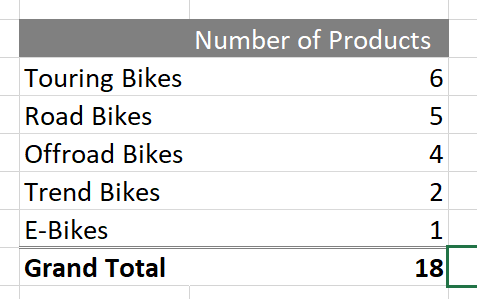 Number of Products
Touring Bikes 6
Road Bikes 5
Offroad Bikes 4
Trend Bikes 2
E-Bikes 1
Grand Total 18